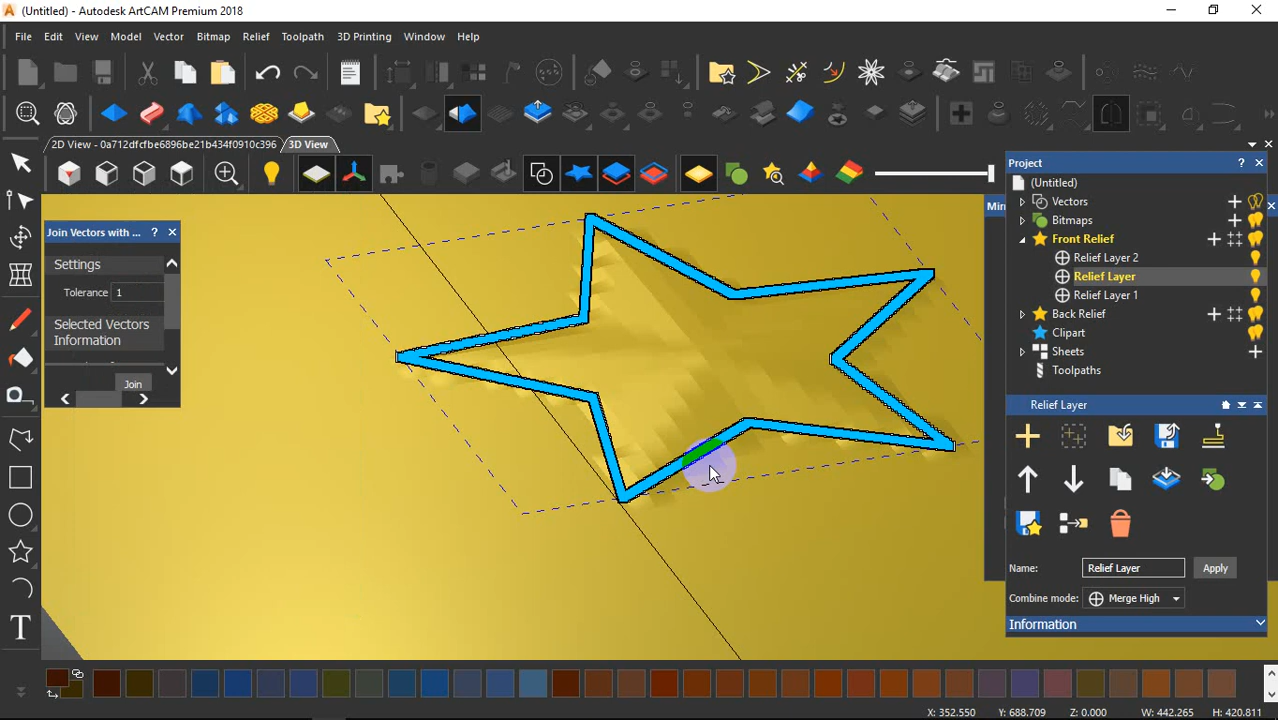 (Untitled) - Autodesk ArtCAM Premium 2018
File Edit View Model Vector Bitmap Relief Toolpath 3D Printing Window Help
2D View - 0a712dfcfbe6896be21b434f0910c396 3D View
Project ?
(Untitled)
Vectors
Bitmaps
Front Relief
Relief Layer 2
Relief Layer
Relief Layer 1
Back Relief
Clipart
Sheets
Toolpaths
Join Vectors with ... ?
Settings
Tolerance 1
Selected Vectors
Information
Join
Relief Layer
Name: Relief Layer Apply
Combine mode: Merge High
Information
T
X: 352.550 Y: 688.709 Z: 0.000 W: 442.265 H: 420.811